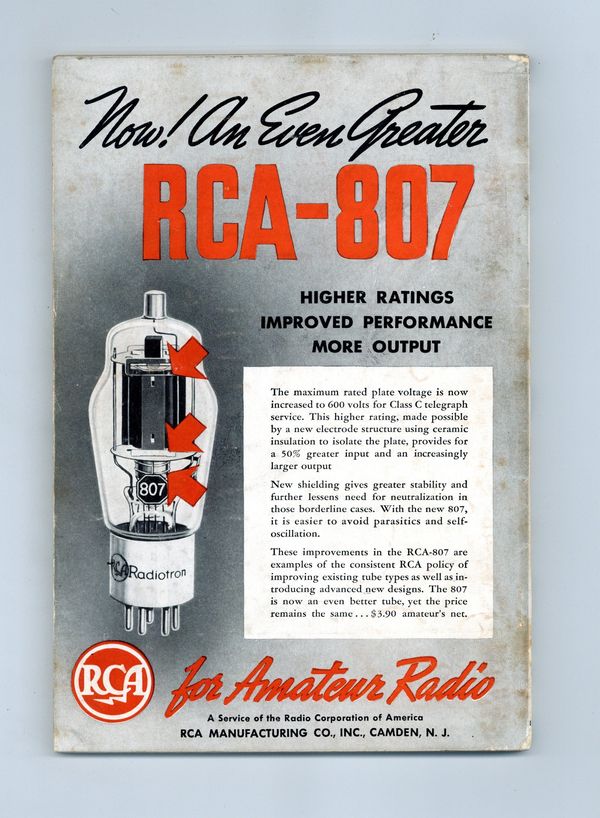 Now! An Even Greater
RCA-807
HIGHER RATINGS
IMPROVED PERFORMANCE
MORE OUTPUT
The maximum rated plate voltage is now
increased to 600 volts for Class C telegraph
service. This higher rating, made possible
by a new electrode structure using ceramic
insulation to isolate the plate, provides for
a 50% greater input and an increasingly
larger output
New shielding gives greater stability and
further lessens need for neutralization in
those borderline cases. With the new 807,
it is easier to avoid parasitics and self-
oscillation.
These improvements in the RCA-807 are
examples of the consistent RCA policy of
improving existing tube types as well as in-
troducing advanced new designs. The 807
is now an even better tube, yet the price
remains the same...$3.90 amateur's net.
807
RCA Radiotron
RCA
for Amateur Radio
A Service of the Radio Corporation of America
RCA MANUFACTURING CO., INC., CAMDEN, N. J.